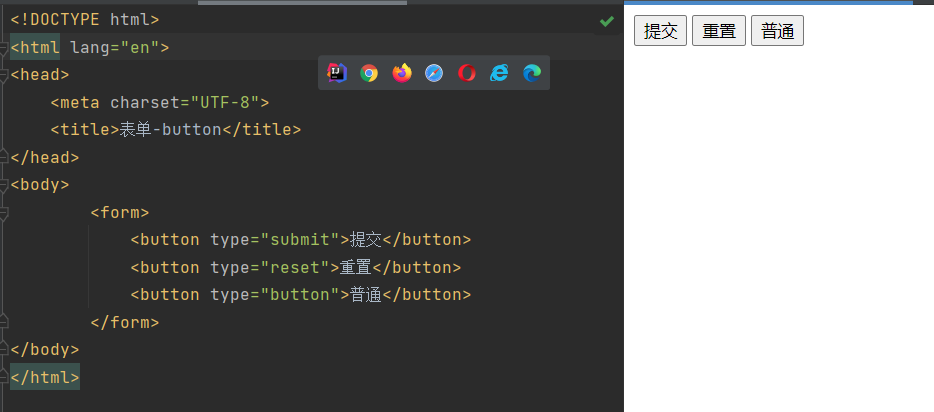 <!DOCTYPE html>
<html lang="en">
<head>
    <meta charset="UTF-8">
    <title>表单-button</title>
</head>
<body>
        <form>
            <button type="submit">提交</button>
            <button type="reset">重置</button>
            <button type="button">普通</button>
        </form>
</body>
</html>
提交 重置 普通